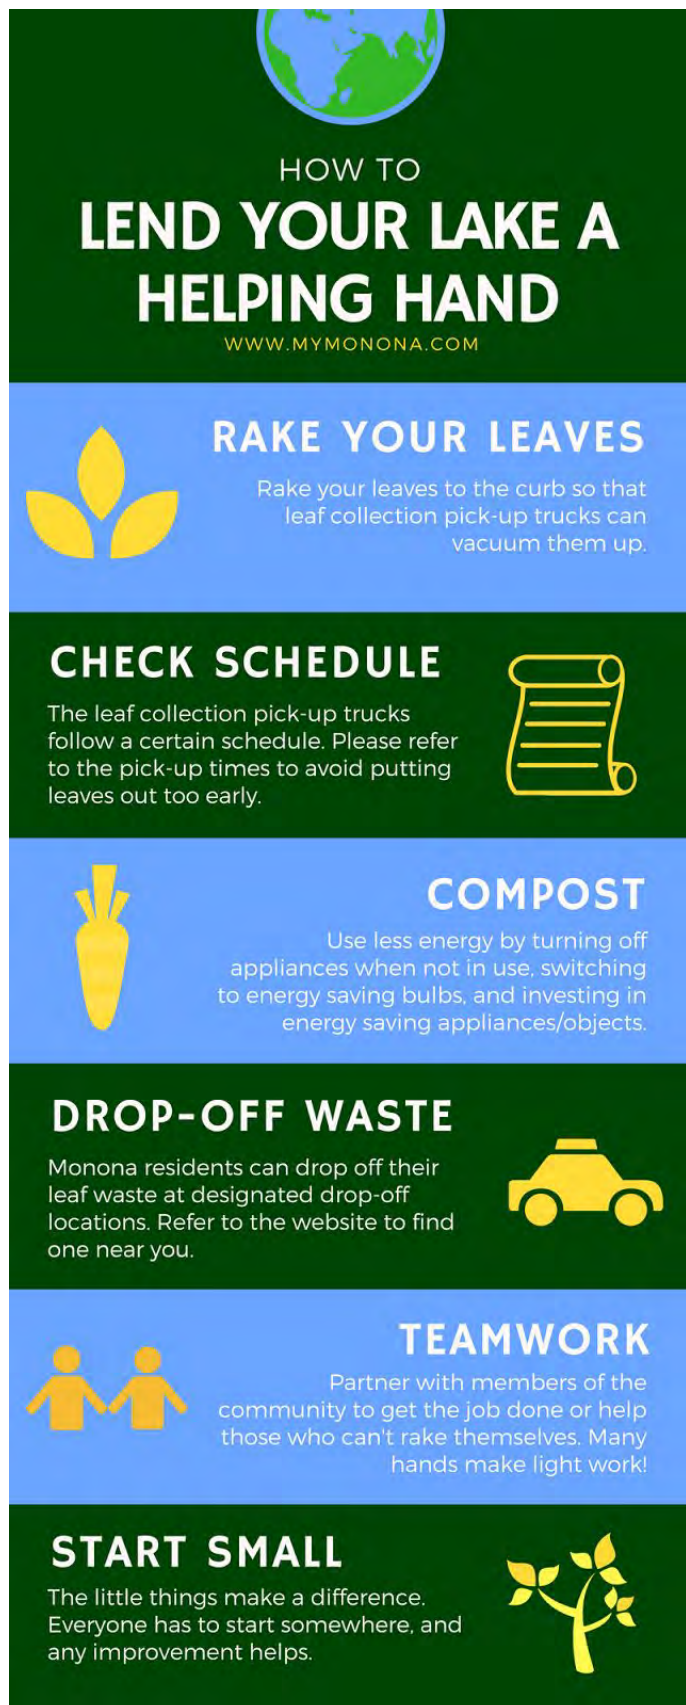 HOW TO
LEND YOUR LAKE A
HELPING HAND
WWW.MYMONONA.COM
RAKE YOUR LEAVES
Rake your leaves to the curb so that
leaf collection pick-up trucks can
vacuum them up.
CHECK SCHEDULE
The leaf collection pick-up trucks
follow a certain schedule. Please refer
to the pick-up times to avoid putting
leaves out too early.
COMPOST
Use less energy by turning off
appliances when not in use, switching
to energy saving bulbs, and investing in
energy saving appliances/objects.
DROP-OFF WASTE
Monona residents can drop off their
leaf waste at designated drop-off
locations. Refer to the website to find
one near you.
TEAMWORK
Partner with members of the
community to get the job done or help
those who can't rake themselves. Many
hands make light work!
START SMALL
The little things make a difference.
Everyone has to start somewhere, and
any improvement helps.